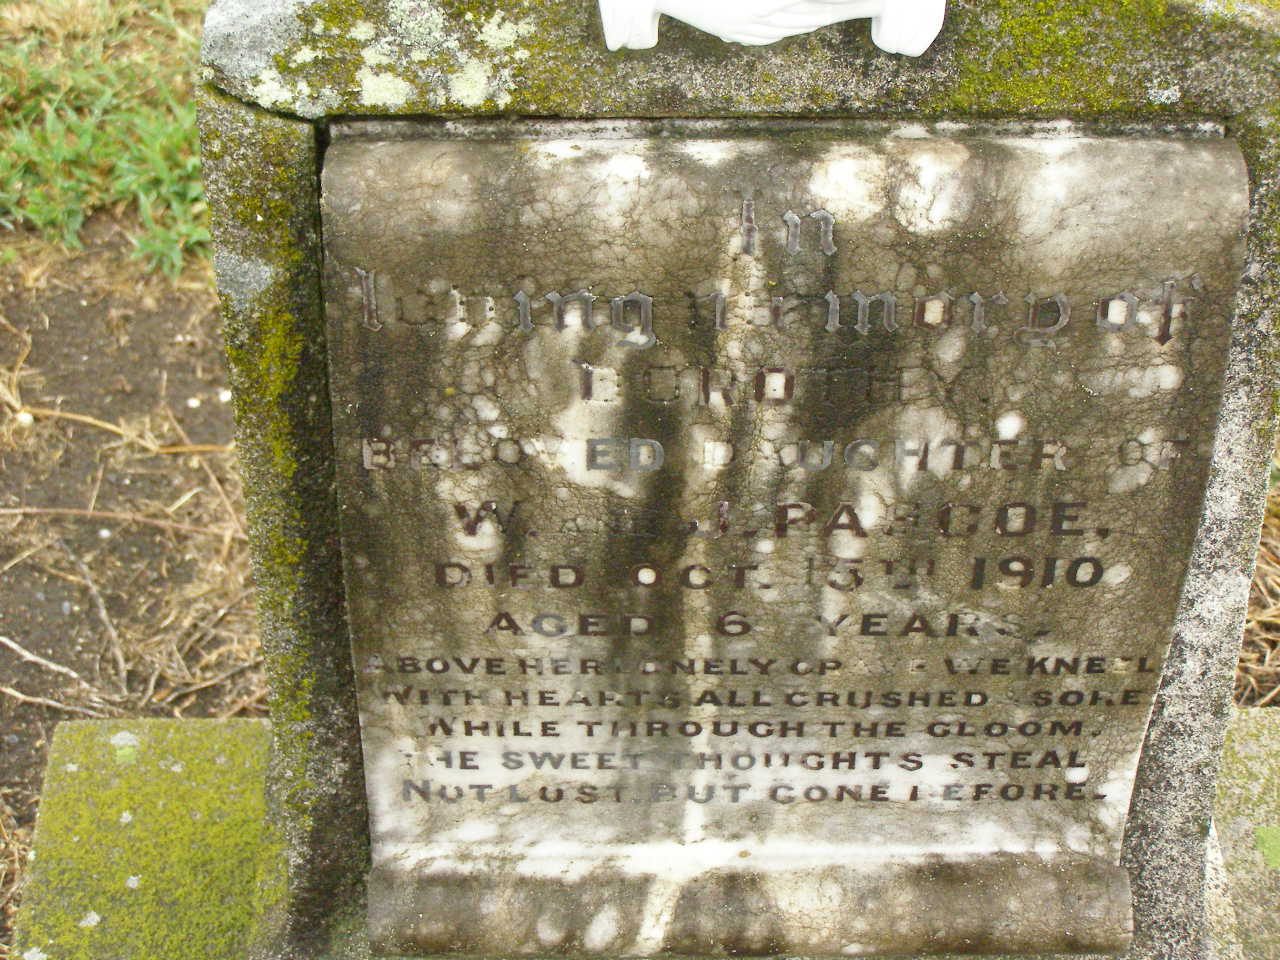 In
Loving Memory of
DOROTHY
BELOVED DAUGHTER OF
W. & J. PASCOE.
DIED OCT. 15TH 1910
AGED 6 YEARS.
ABOVE HER LONELY GRAVE WE KNEEL
WITH HEARTS ALL CRUSHED & SORE
WHILE THROUGH THE GLOOM,
THE SWEET THOUGHTS STEAL,
NOT LOST, BUT GONE BEFORE.